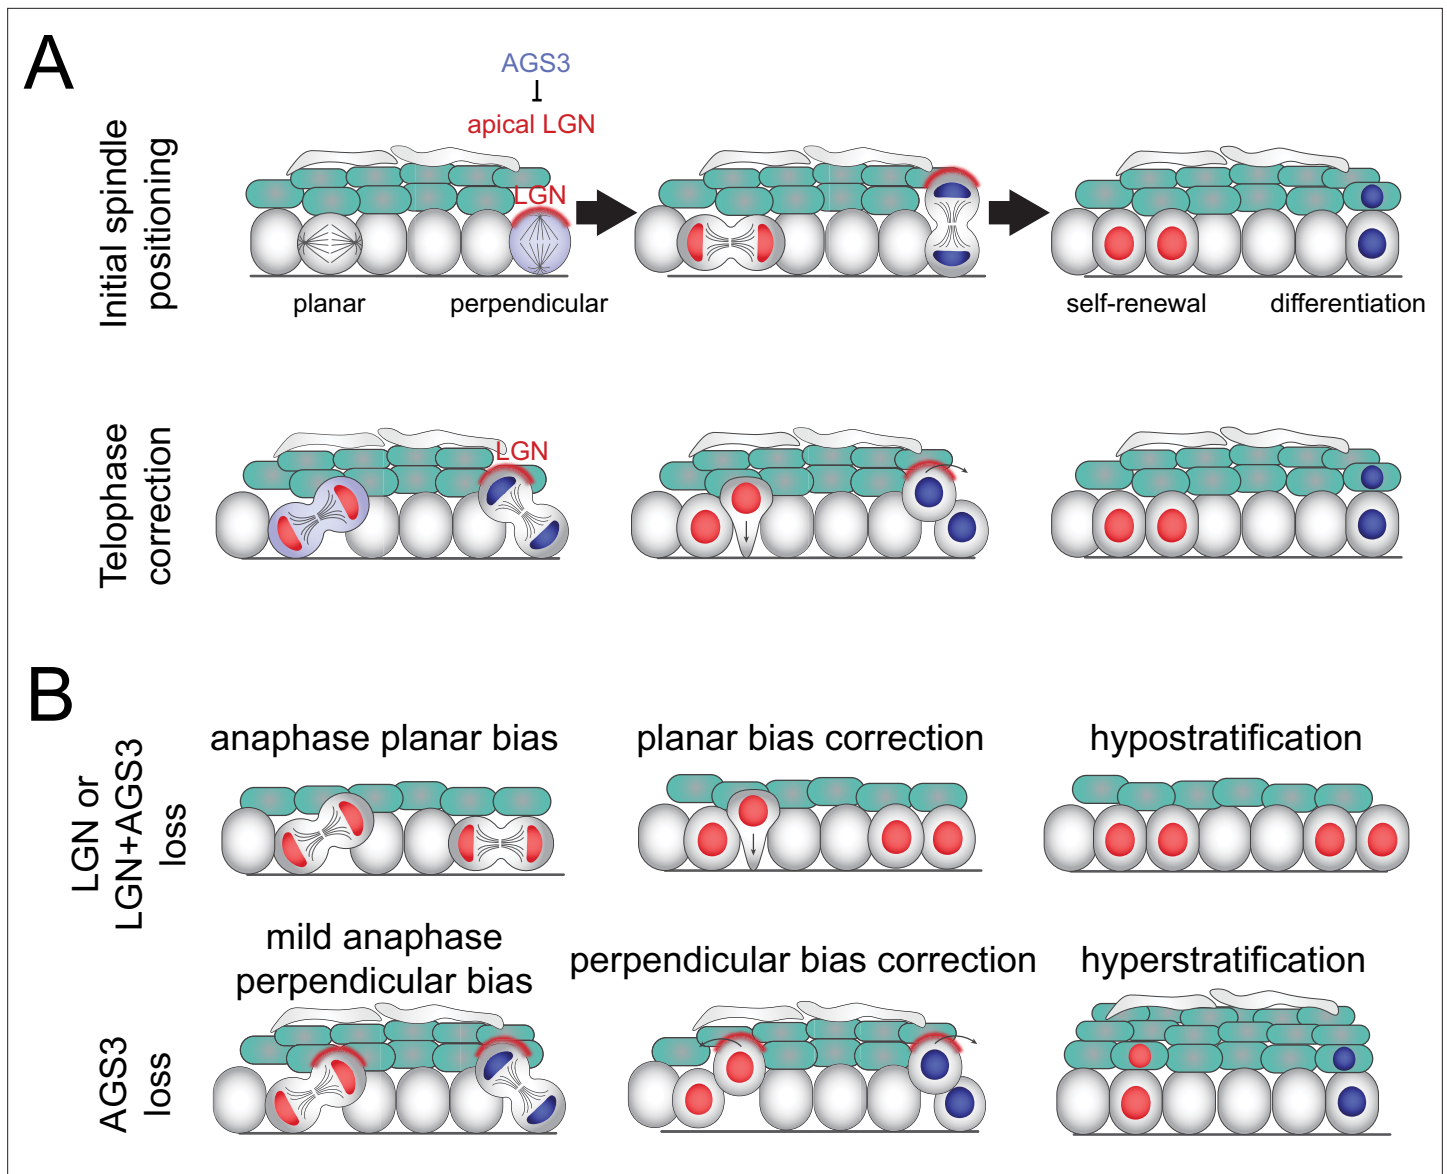 A
AGS3
apical LGN
Initial spindle
positioning
LGN
planar
perpendicular
self-renewal
differentiation
Telophase
correction
LGN
B
LGN or
LGN+AGS3
loss
anaphase planar bias
planar bias correction
hypostratification
AGS3
loss
mild anaphase
perpendicular bias
perpendicular bias correction
hyperstratification